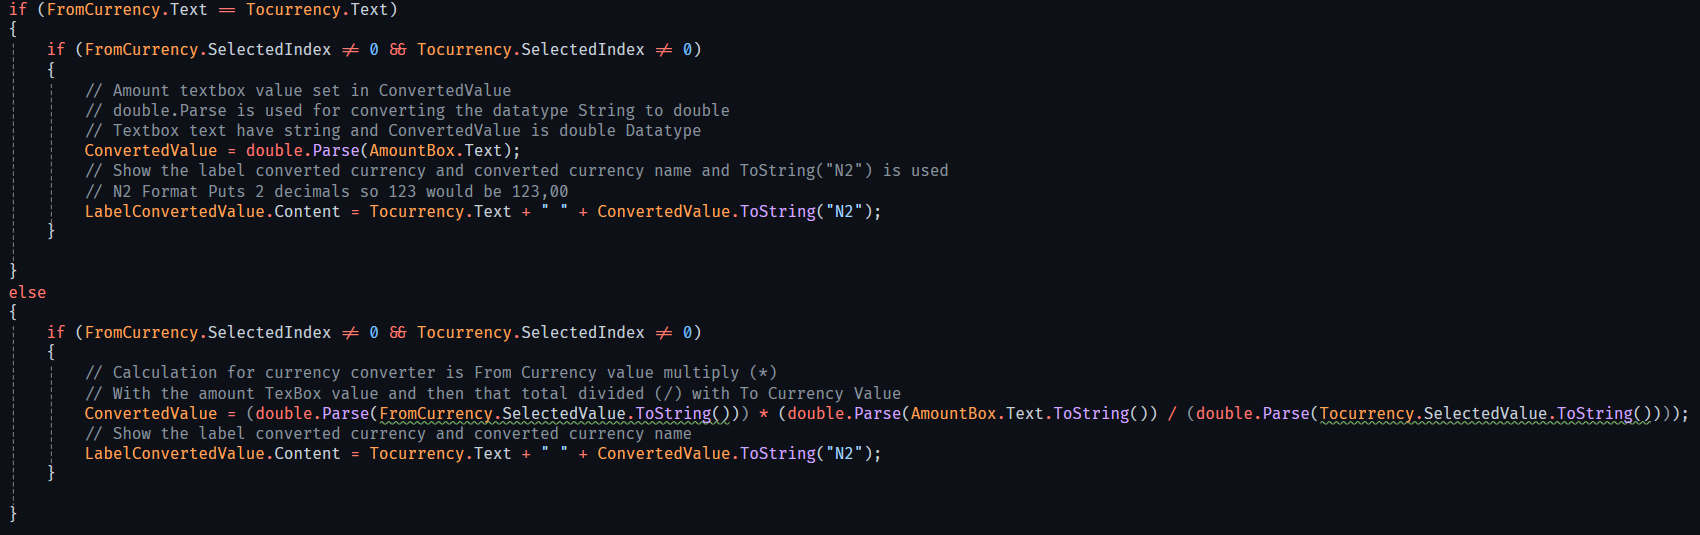 if (FromCurrency.Text == Tocurrency.Text)
{
    if (FromCurrency.SelectedIndex != 0 && Tocurrency.SelectedIndex != 0)
    {
        // Amount textbox value set in ConvertedValue
        // double.Parse is used for converting the datatype String to double
        // Textbox text have string and ConvertedValue is double Datatype
        ConvertedValue = double.Parse(AmountBox.Text);
        // Show the label converted currency and converted currency name and ToString("N2") is used
        // N2 Format Puts 2 decimals so 123 would be 123,00
        LabelConvertedValue.Content = Tocurrency.Text + " " + ConvertedValue.ToString("N2");
    }
}
else
{
    if (FromCurrency.SelectedIndex != 0 && Tocurrency.SelectedIndex != 0)
    {
        // Calculation for currency converter is From Currency value multiply (*)
        // With the amount TexBox value and then that total divided (/) with To Currency Value
        ConvertedValue = (double.Parse(FromCurrency.SelectedValue.ToString())) * (double.Parse(AmountBox.Text.ToString()) / (double.Parse(Tocurrency.SelectedValue.ToString())));
        // Show the label converted currency and converted currency name
        LabelConvertedValue.Content = Tocurrency.Text + " " + ConvertedValue.ToString("N2");
    }
}